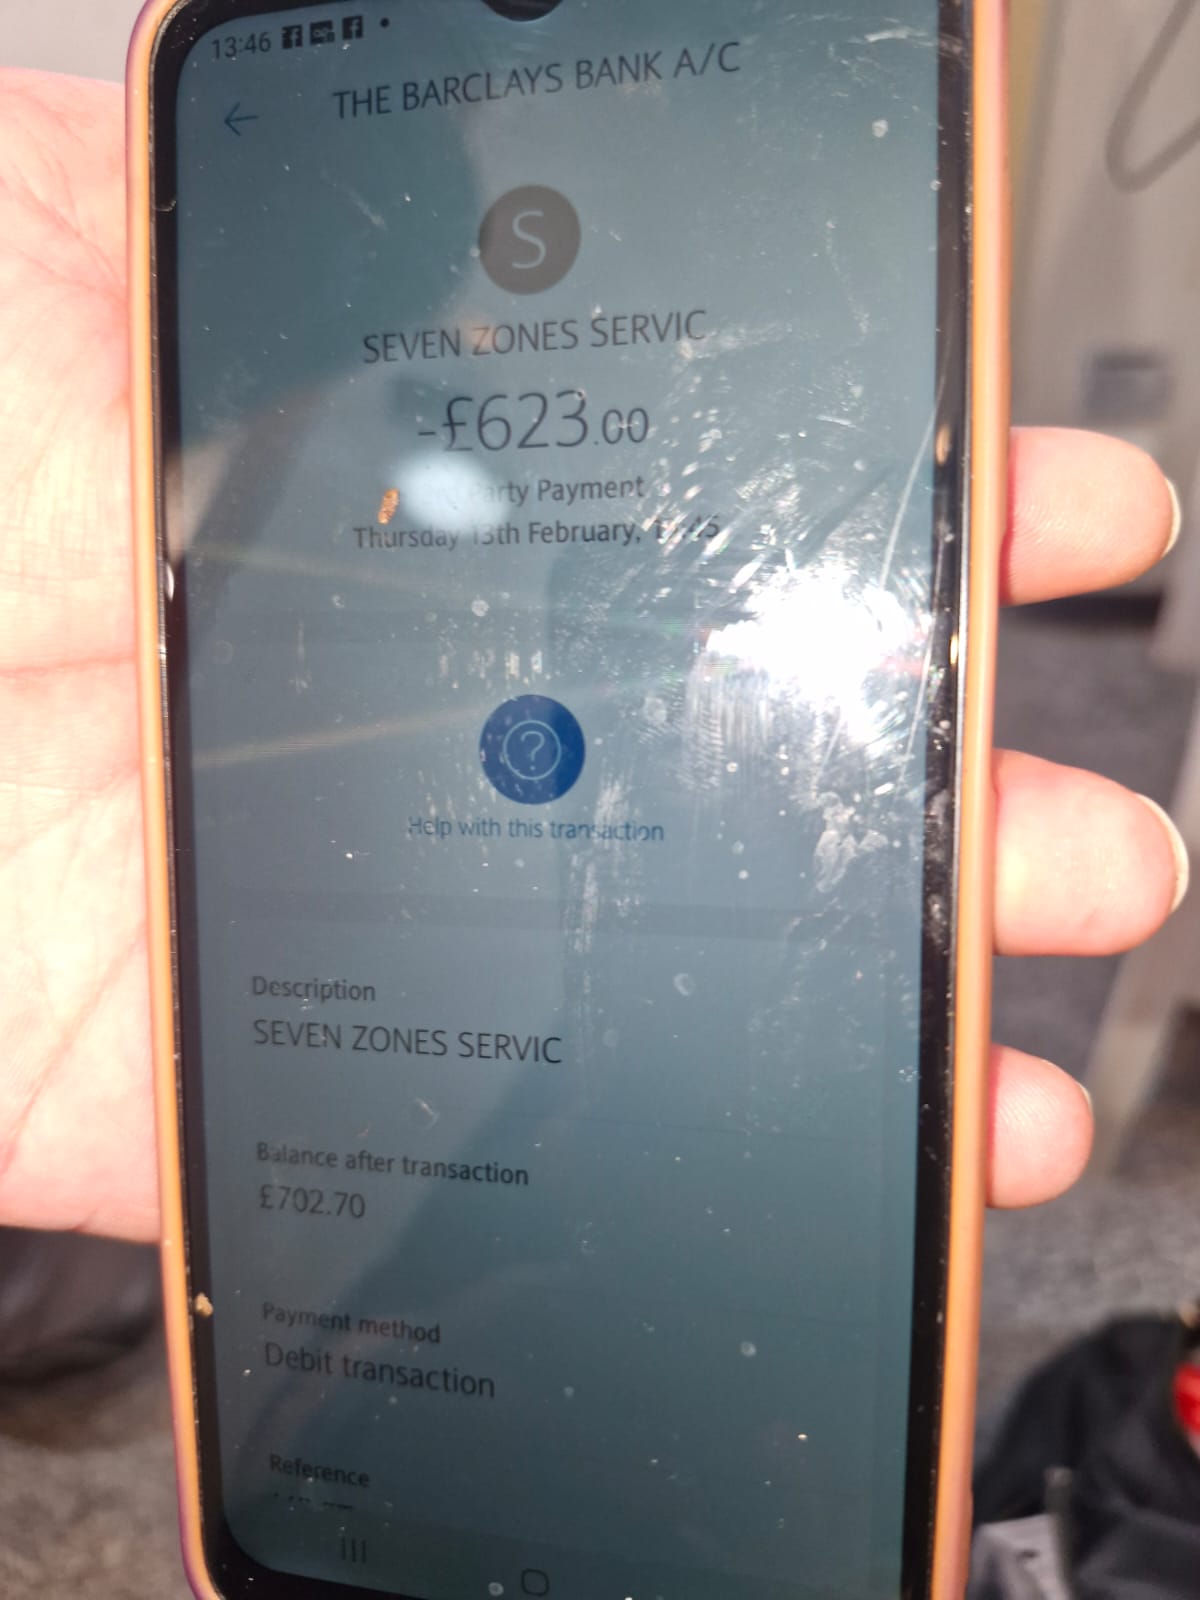 13:46
THE BARCLAYS BANK A/C
S
SEVEN ZONES SERVIC
-£623.00
Payment
Thursday 13th February,
?
Help with this transaction
Description
SEVEN ZONES SERVIC
Balance after transaction
£702.70
Payment method
Debit transaction
Reference